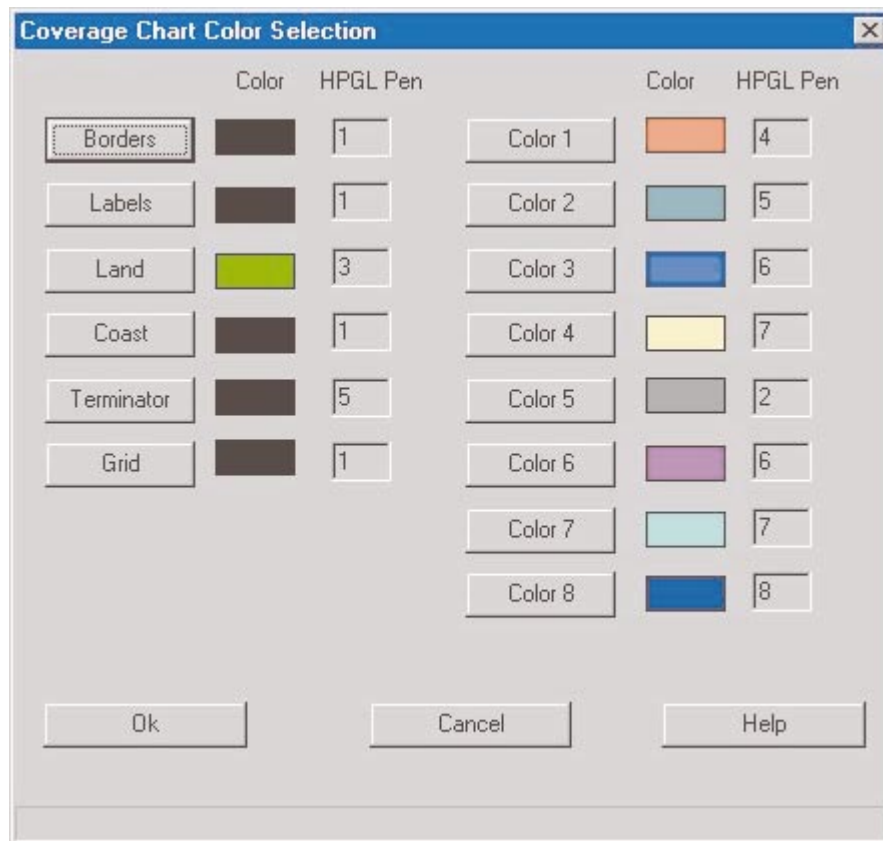 Coverage Chart Color Selection
Color HPGL Pen Color HPGL Pen
Borders 1 Color 1 4
Labels 1 Color 2 5
Land 3 Color 3 6
Coast 1 Color 4 7
Terminator 5 Color 5 2
Grid 1 Color 6 6
Color 7 7
Color 8 8
Ok Cancel Help